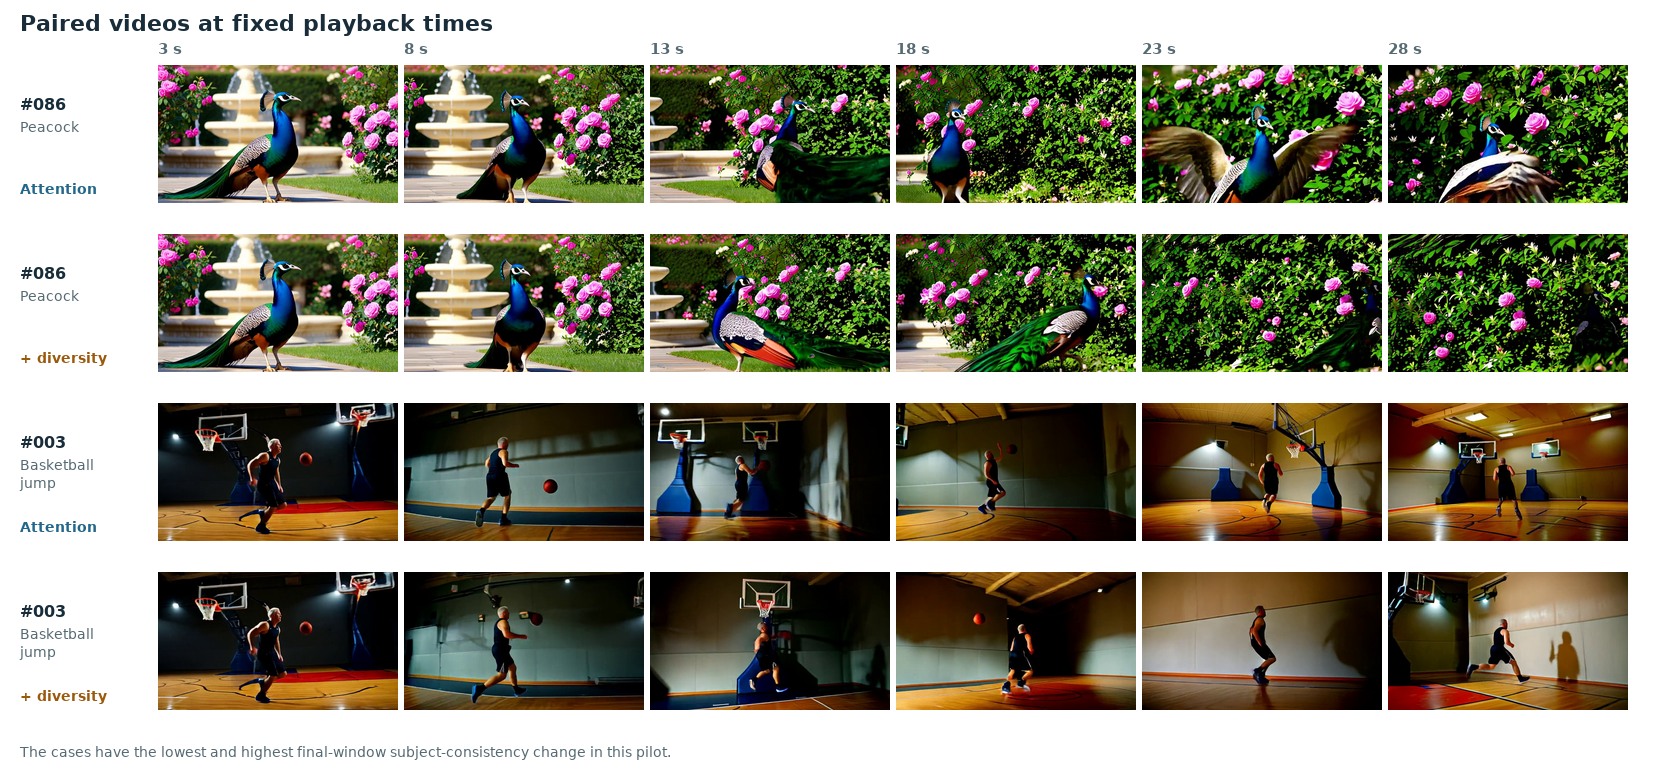 Paired videos at fixed playback times
3 s 8 s 13 s 18 s 23 s 28 s
#086
Peacock
Attention
#086
Peacock
+ diversity
#003
Basketball
jump
Attention
#003
Basketball
jump
+ diversity
The cases have the lowest and highest final-window subject-consistency change in this pilot.